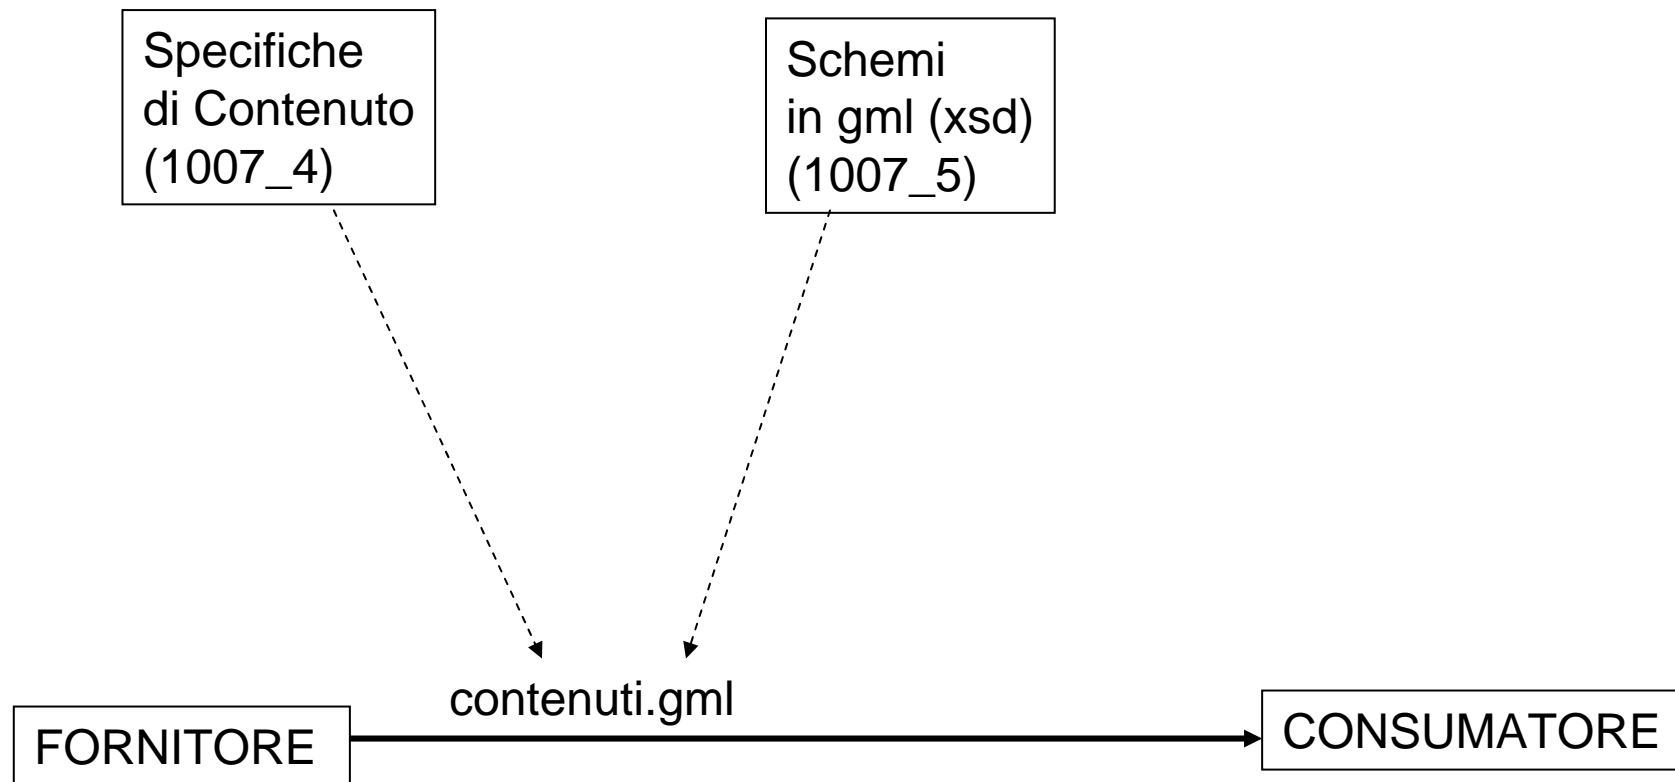 Specifiche
di Contenuto
(1007_4)
Schemi
in gml (xsd)
(1007_5)
contenuti.gml
FORNITORE
CONSUMATORE